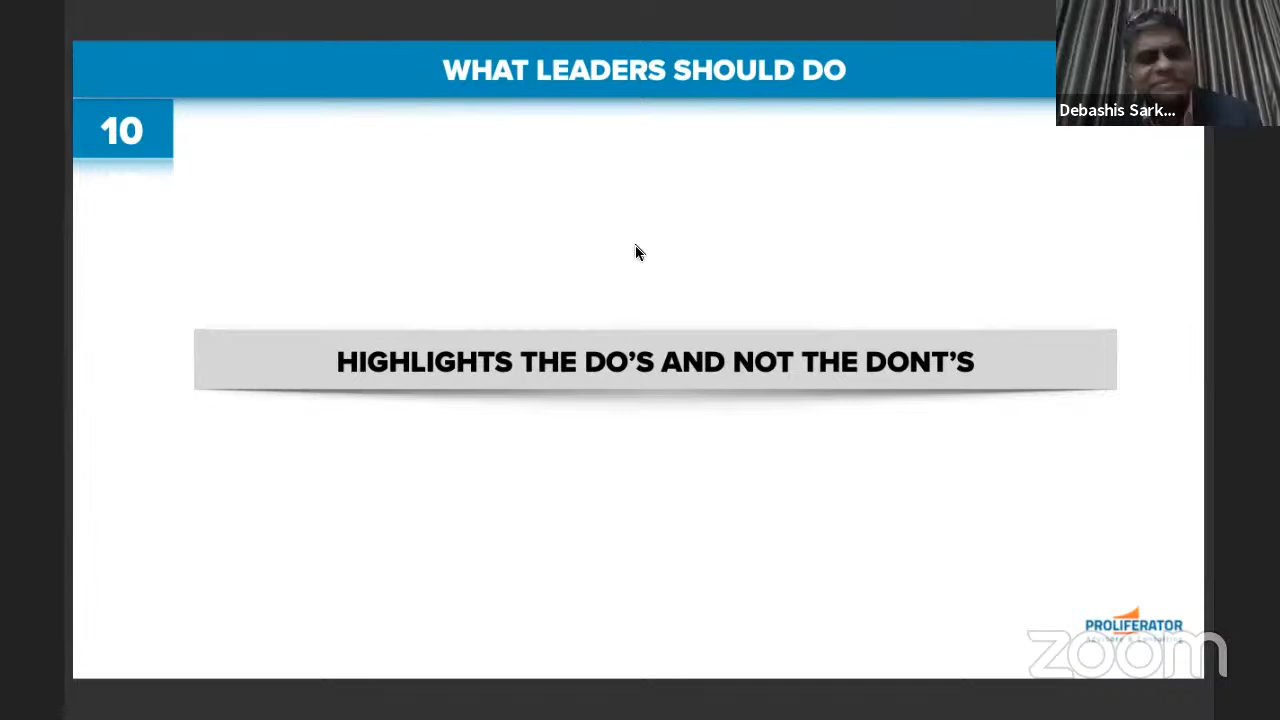 WHAT LEADERS SHOULD DO
Debashis Sark...
10
HIGHLIGHTS THE DO’S AND NOT THE DONT’S
PROLIFERATOR
zoom